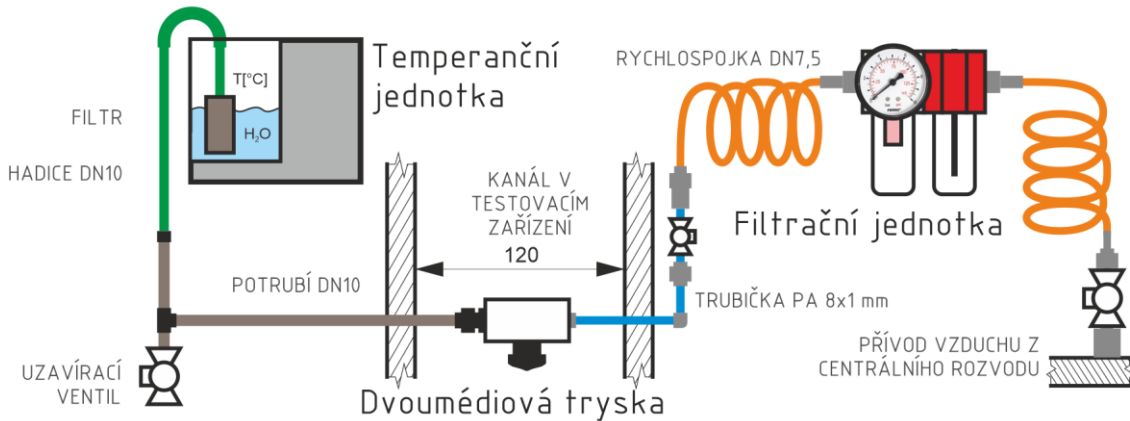 Temperanční
jednotka
T[°C]
H₂O
FILTR
HADICE DN10
POTRUBÍ DN10
UZAVÍRACÍ
VENTIL
KANÁL V
TESTOVACÍM
ZAŘÍZENÍ
120
Dvoumédiová tryska
RYCHLOSPOJKA DN7,5
Filtrační jednotka
TRUBIČKA PA 8x1 mm
PŘÍVOD VZDUCHU Z
CENTRÁLNÍHO ROZVODU